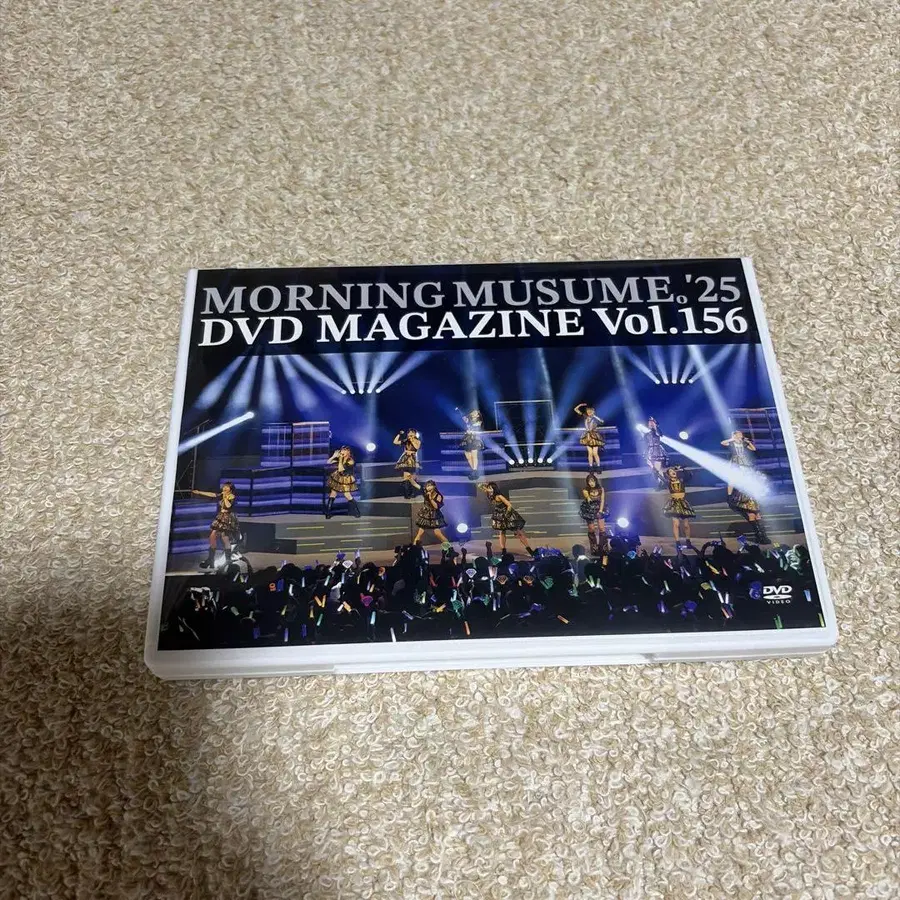 MORNING MUSUME。'25
DVD MAGAZINE Vol.156
DVD
VIDEO